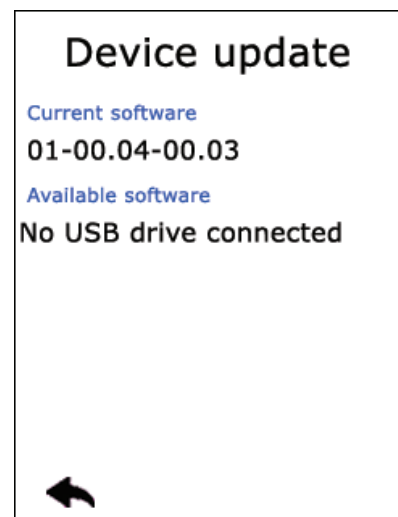 Device update
Current software
01-00.04-00.03
Available software
No USB drive connected